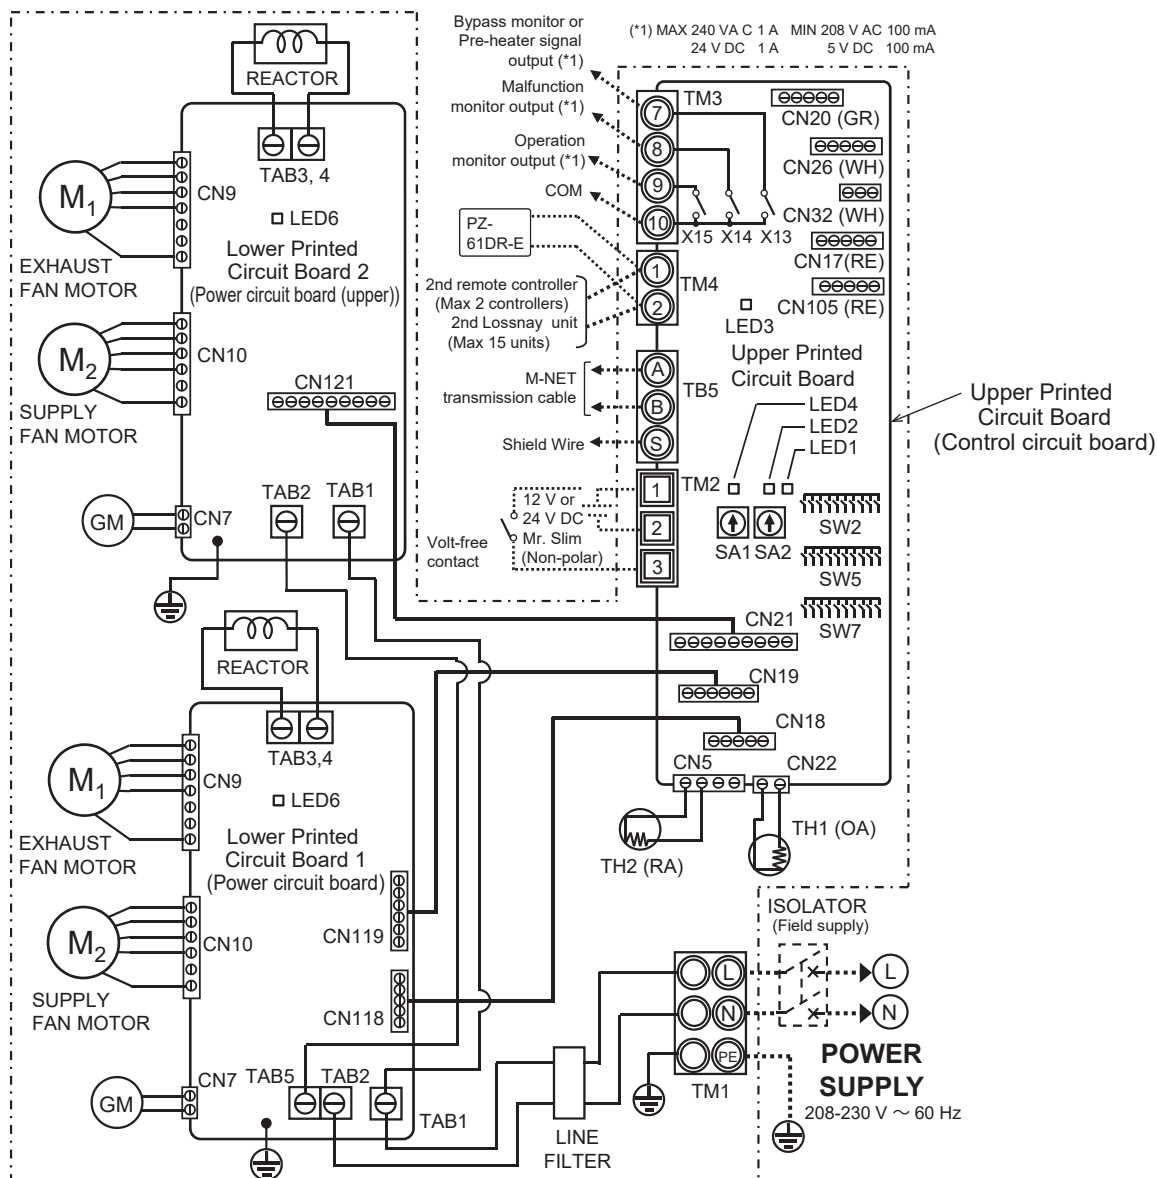 Bypass monitor or
Pre-heater signal
output (*1)
(*1) MAX 240 VA C 1 A MIN 208 V AC 100 mA
24 V DC 1 A 5 V DC 100 mA
Malfunction
monitor output (*1)
Operation
monitor output (*1)
COM
PZ-
61DR-E
2nd remote controller
(Max 2 controllers)
2nd Lossnay unit
(Max 15 units)
M-NET
transmission cable
Shield Wire
12 V or
24 V DC
Mr. Slim
(Non-polar)
Volt-free
contact
7
8
9
10
TM3
X15 X14 X13
1
2
TM4
A
B
S
TB5
1
2
3
TM2
CN20 (GR)
CN26 (WH)
CN32 (WH)
CN17(RE)
CN105 (RE)
LED3
Upper Printed
Circuit Board
LED4
LED2
LED1
SA1 SA2
SW2
SW5
SW7
CN21
CN19
CN18
CN5
CN22
TH2 (RA)
TH1 (OA)
Upper Printed
Circuit Board
(Control circuit board)
REACTOR
TAB3, 4
M1
CN9
EXHAUST
FAN MOTOR
LED6
Lower Printed
Circuit Board 2
(Power circuit board (upper))
M2
CN10
SUPPLY
FAN MOTOR
CN121
GM
CN7
TAB2
TAB1
REACTOR
TAB3,4
M1
CN9
EXHAUST
FAN MOTOR
LED6
Lower Printed
Circuit Board 1
(Power circuit board)
M2
CN10
SUPPLY
FAN MOTOR
CN119
CN118
GM
CN7
TAB5
TAB2
TAB1
LINE
FILTER
L
N
PE
TM1
ISOLATOR
(Field supply)
L
N
POWER
SUPPLY
208-230 V ～ 60 Hz